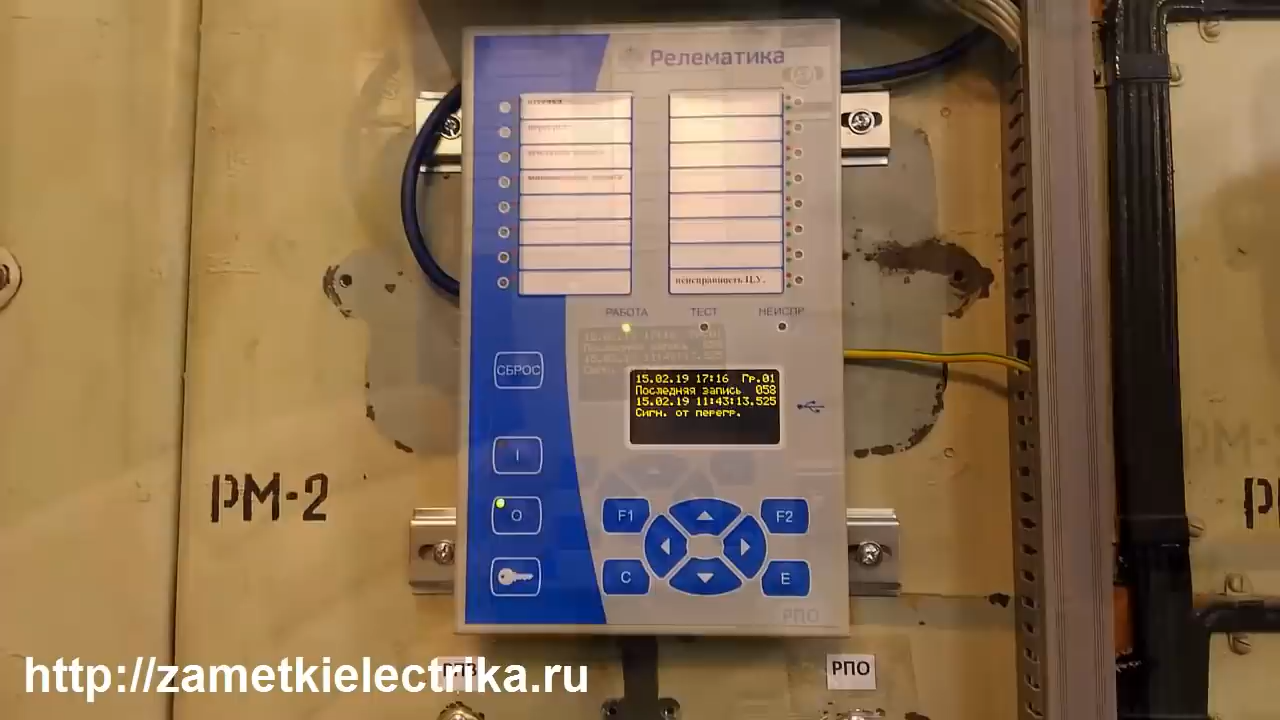 Релематика
отсечка
неисправность Ц.У.
РАБОТА ТЕСТ НЕИСПР
СБРОС
15.02.19 17:16 Гр.01
Последняя запись 058
15.02.19 11:43:13.525
Сигн. от перегр.
I
РМ-2
O
F1 F2
C E
РПО
http://zametkielectrika.ru
РПО